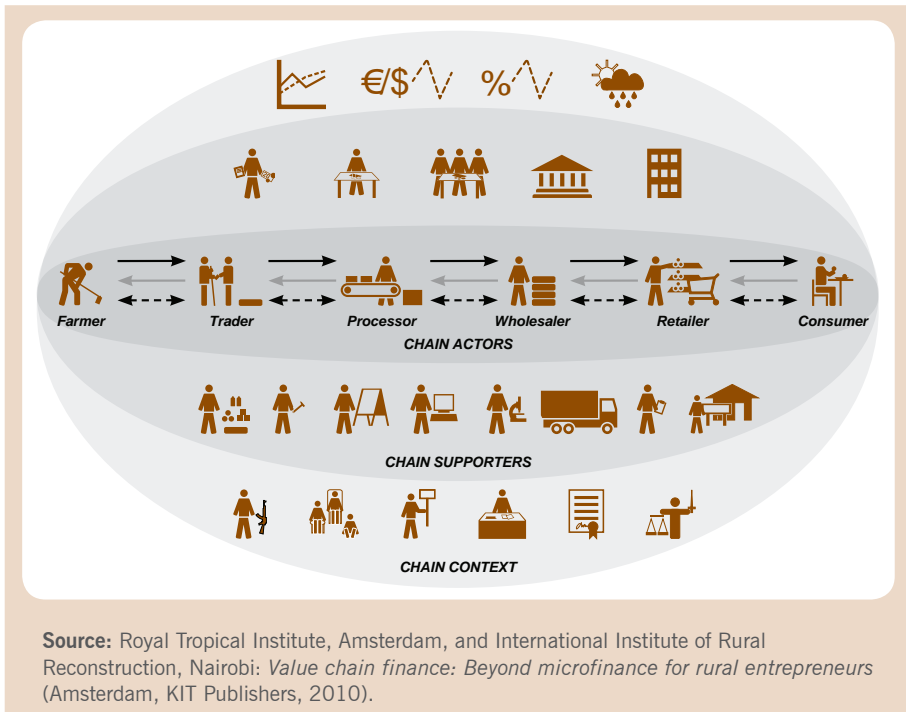 €/$ %
Farmer Trader Processor Wholesaler Retailer Consumer
CHAIN ACTORS
CHAIN SUPPORTERS
CHAIN CONTEXT
Source: Royal Tropical Institute, Amsterdam, and International Institute of Rural
Reconstruction, Nairobi: Value chain finance: Beyond microfinance for rural entrepreneurs
(Amsterdam, KIT Publishers, 2010).